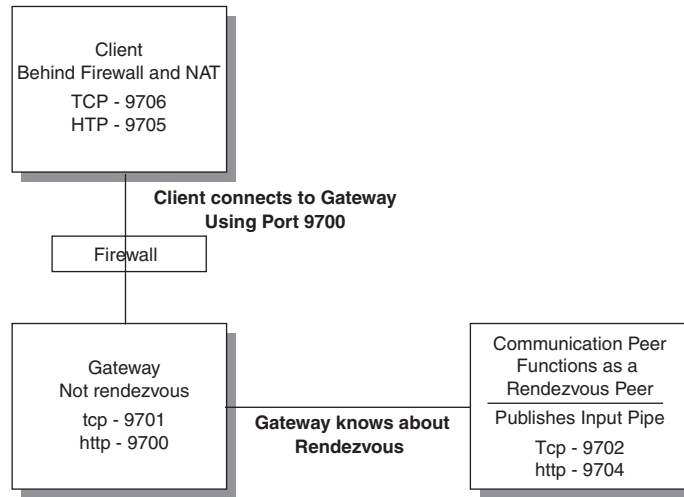 Client
Behind Firewall and NAT
TCP - 9706
HTP - 9705
Client connects to Gateway
Using Port 9700
Firewall
Gateway
Not rendezvous
tcp - 9701
http - 9700
Gateway knows about
Rendezvous
Communication Peer
Functions as a
Rendezvous Peer
Publishes Input Pipe
Tcp - 9702
http - 9704